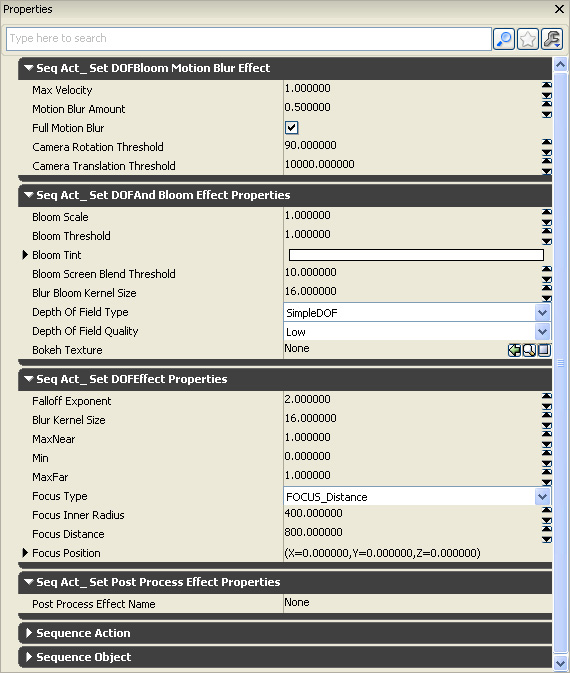 Properties
Type here to search
Seq Act_ Set DOFBloom Motion Blur Effect
Max Velocity 1.000000
Motion Blur Amount 0.500000
Full Motion Blur
Camera Rotation Threshold 90.000000
Camera Translation Threshold 10000.000000
Seq Act_ Set DOFAnd Bloom Effect Properties
Bloom Scale 1.000000
Bloom Threshold 1.000000
Bloom Tint
Bloom Screen Blend Threshold 10.000000
Blur Bloom Kernel Size 16.000000
Depth Of Field Type SimpleDOF
Depth Of Field Quality Low
Bokeh Texture None
Seq Act_ Set DOFEffect Properties
Falloff Exponent 2.000000
Blur Kernel Size 16.000000
MaxNear 1.000000
Min 0.000000
MaxFar 1.000000
Focus Type FOCUS_Distance
Focus Inner Radius 400.000000
Focus Distance 800.000000
Focus Position (X=0.000000,Y=0.000000,Z=0.000000)
Seq Act_ Set Post Process Effect Properties
Post Process Effect Name None
Sequence Action
Sequence Object